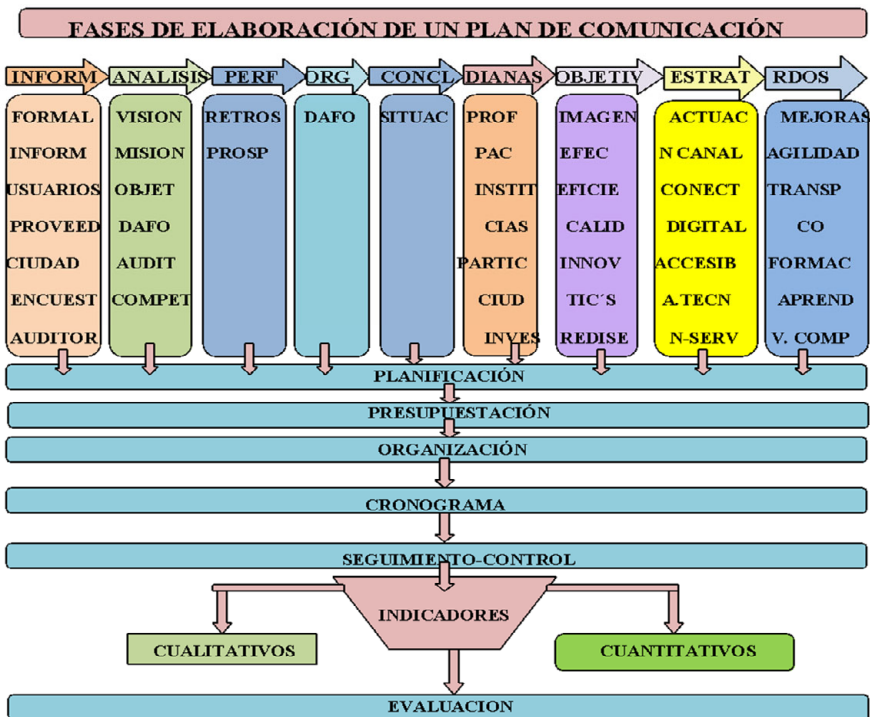 FASES DE ELABORACIÓN DE UN PLAN DE COMUNICACIÓN
INFORM
ANALISIS
PERF
ORG
CONCL
DIANAS
OBJETIV
ESTRAT
RDOS
FORMAL
INFORM
USUARIOS
PROVEED
CIUDAD
ENCUEST
AUDITOR
VISION
MISION
OBJET
DAFO
AUDIT
COMPET
RETROS
PROSP
DAFO
SITUAC
PROF
PAC
INSTIT
CIAS
PARTIC
CIUD
INVES
IMAGEN
EFEC
EFICIE
CALID
INNOV
TIC´S
REDISE
ACTUAC
N CANAL
CONECT
DIGITAL
ACCESIB
A.TECN
N-SERV
MEJORAS
AGILIDAD
TRANSP
CO
FORMAC
APREND
V. COMP
PLANIFICACIÓN
PRESUPUESTACIÓN
ORGANIZACIÓN
CRONOGRAMA
SEGUIMIENTO-CONTROL
INDICADORES
CUALITATIVOS
CUANTITATIVOS
EVALUACION